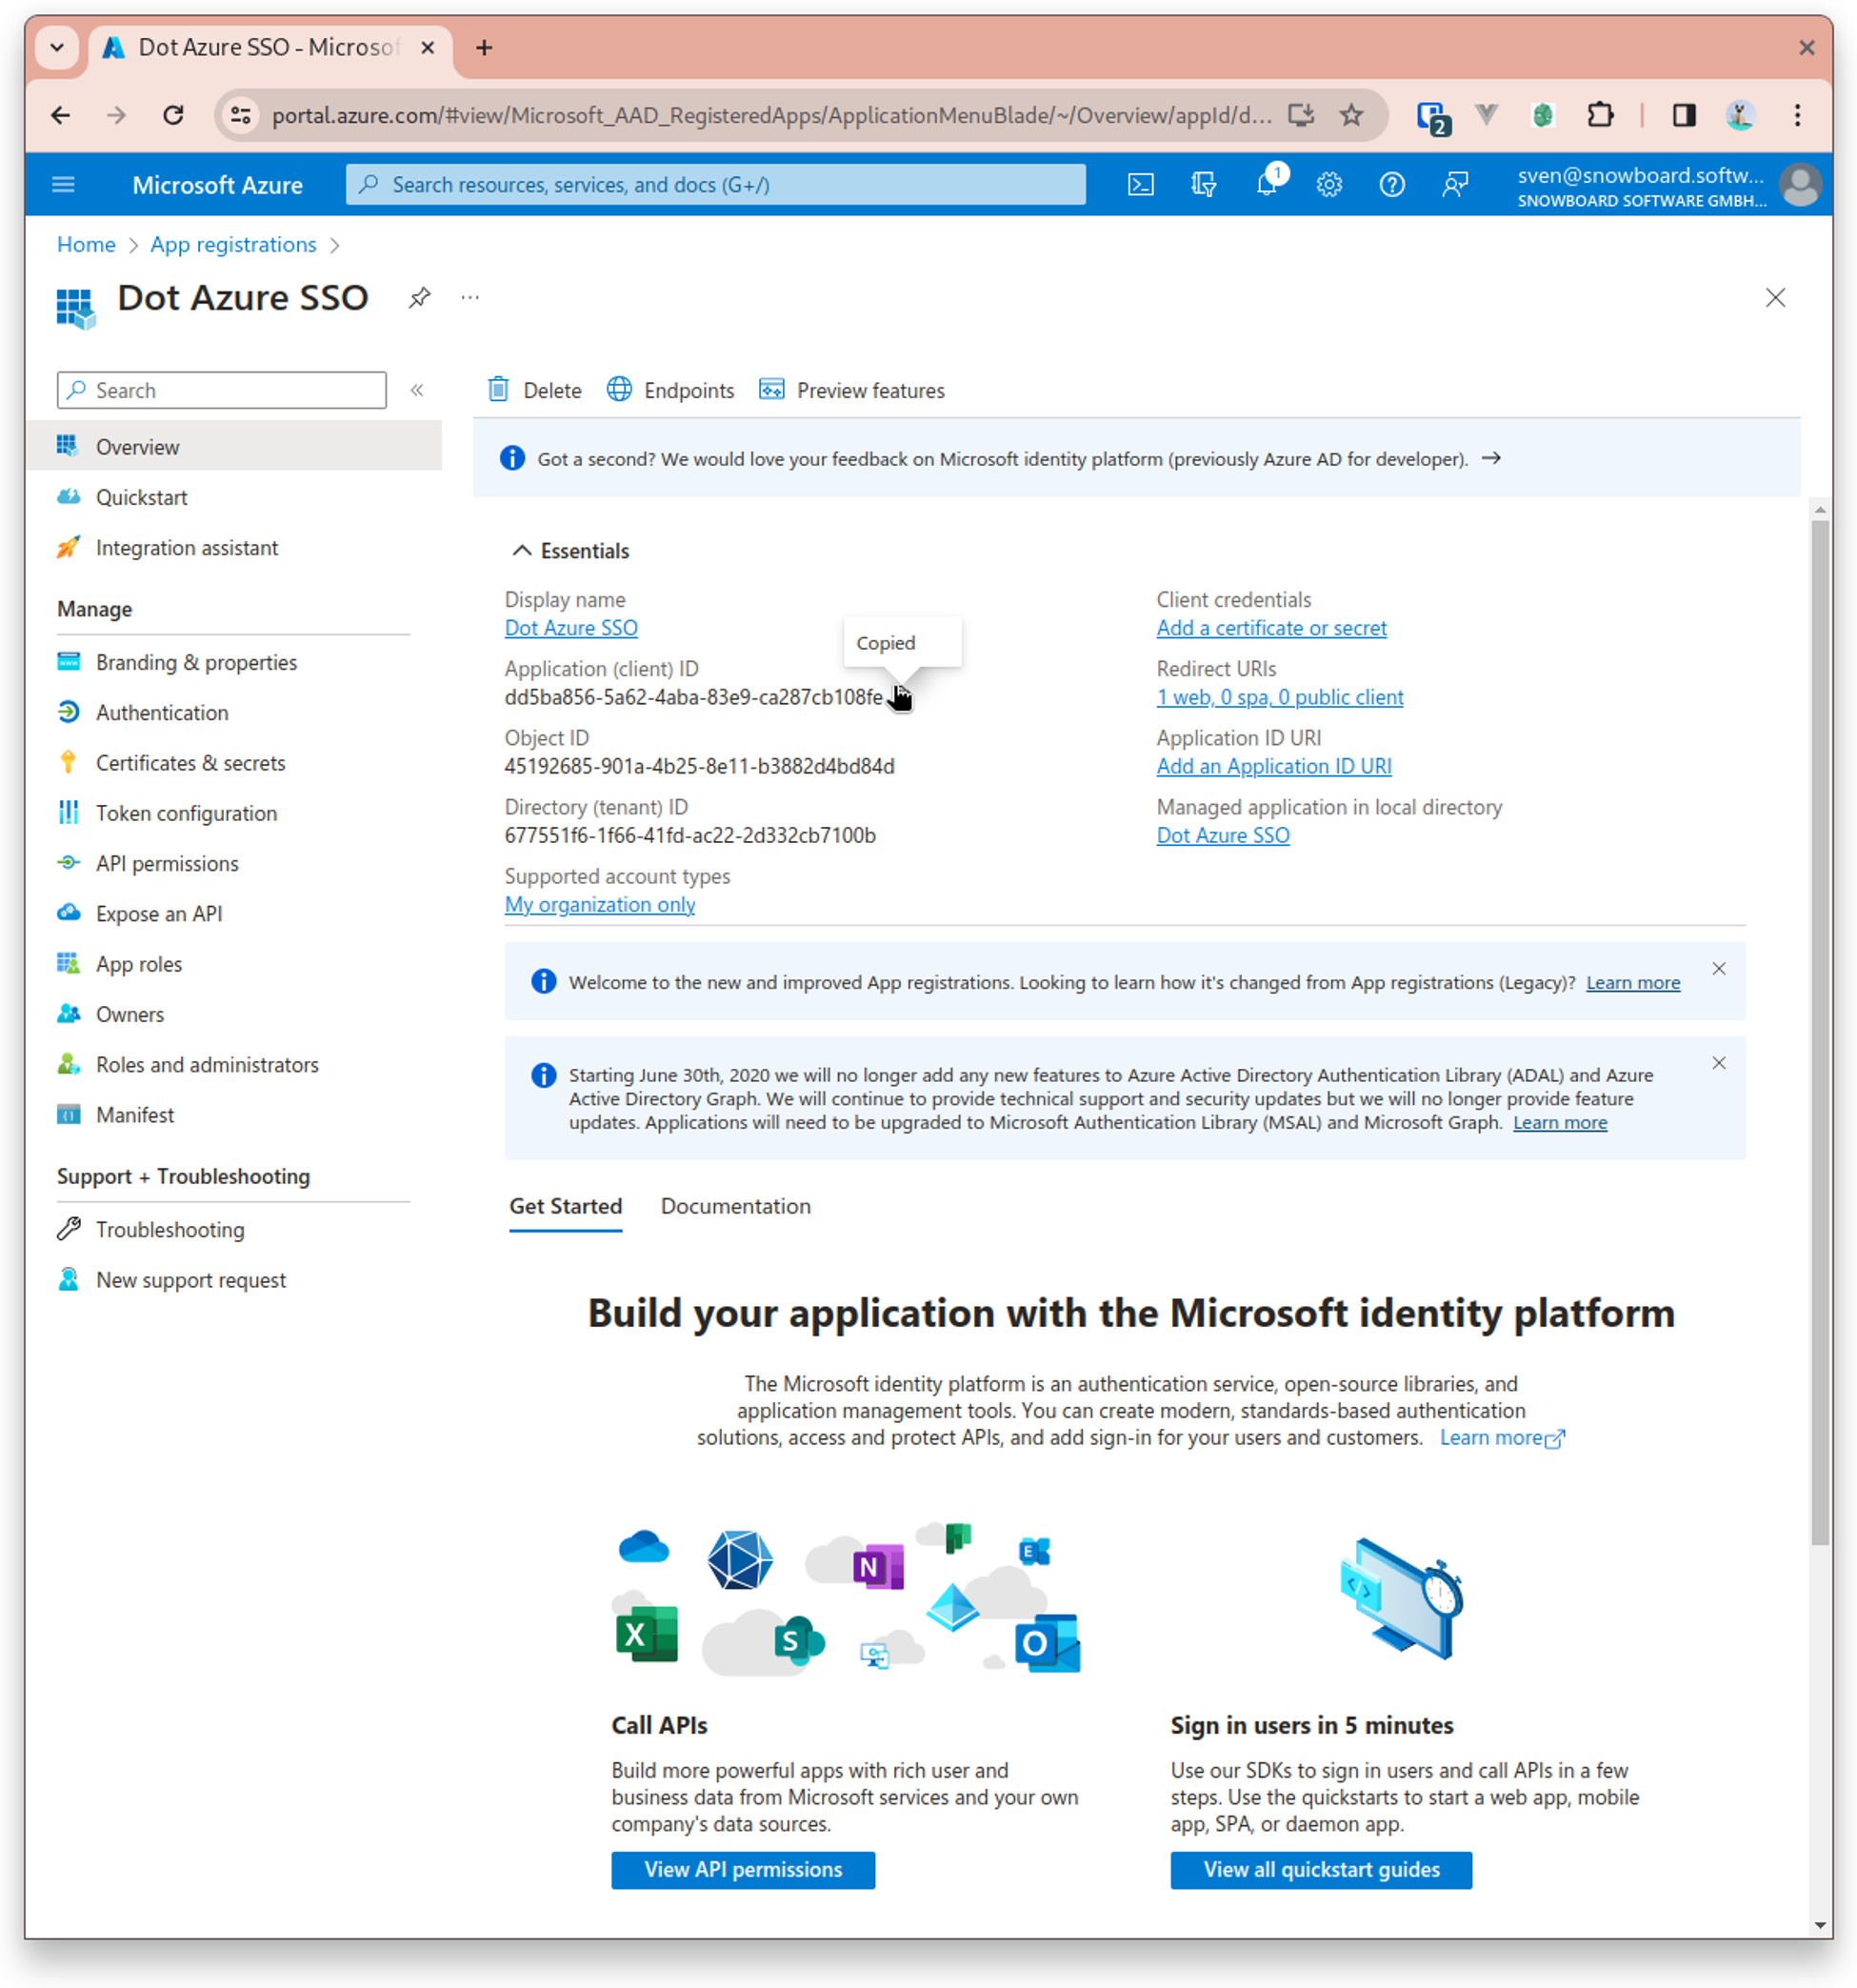 Dot Azure SSO - Microsof
portal.azure.com/#view/Microsoft_AAD_RegisteredApps/ApplicationMenuBlade/~/Overview/appId/d...
2
Microsoft Azure
Search resources, services, and docs (G+/)
1
sven@snowboard.softw...
SNOWBOARD SOFTWARE GMBH...
Home > App registrations >
Dot Azure SSO
...
Search
«
Delete
Endpoints
Preview features
Overview
Quickstart
Integration assistant
Manage
Branding & properties
Authentication
Certificates & secrets
Token configuration
API permissions
Expose an API
App roles
Owners
Roles and administrators
Manifest
Support + Troubleshooting
Troubleshooting
New support request
Got a second? We would love your feedback on Microsoft identity platform (previously Azure AD for developer). →
Essentials
Display name
Dot Azure SSO
Copied
Application (client) ID
dd5ba856-5a62-4aba-83e9-ca287cb108fe
Object ID
45192685-901a-4b25-8e11-b3882d4bd84d
Directory (tenant) ID
677551f6-1f66-41fd-ac22-2d332cb7100b
Supported account types
My organization only
Client credentials
Add a certificate or secret
Redirect URIs
1 web, 0 spa, 0 public client
Application ID URI
Add an Application ID URI
Managed application in local directory
Dot Azure SSO
Welcome to the new and improved App registrations. Looking to learn how it's changed from App registrations (Legacy)? Learn more
Starting June 30th, 2020 we will no longer add any new features to Azure Active Directory Authentication Library (ADAL) and Azure
Active Directory Graph. We will continue to provide technical support and security updates but we will no longer provide feature
updates. Applications will need to be upgraded to Microsoft Authentication Library (MSAL) and Microsoft Graph. Learn more
Get Started
Documentation
Build your application with the Microsoft identity platform
The Microsoft identity platform is an authentication service, open-source libraries, and
application management tools. You can create modern, standards-based authentication
solutions, access and protect APIs, and add sign-in for your users and customers. Learn more
N
E
X
S
O
</>
Call APIs
Build more powerful apps with rich user and
business data from Microsoft services and your own
company's data sources.
View API permissions
Sign in users in 5 minutes
Use our SDKs to sign in users and call APIs in a few
steps. Use the quickstarts to start a web app, mobile
app, SPA, or daemon app.
View all quickstart guides